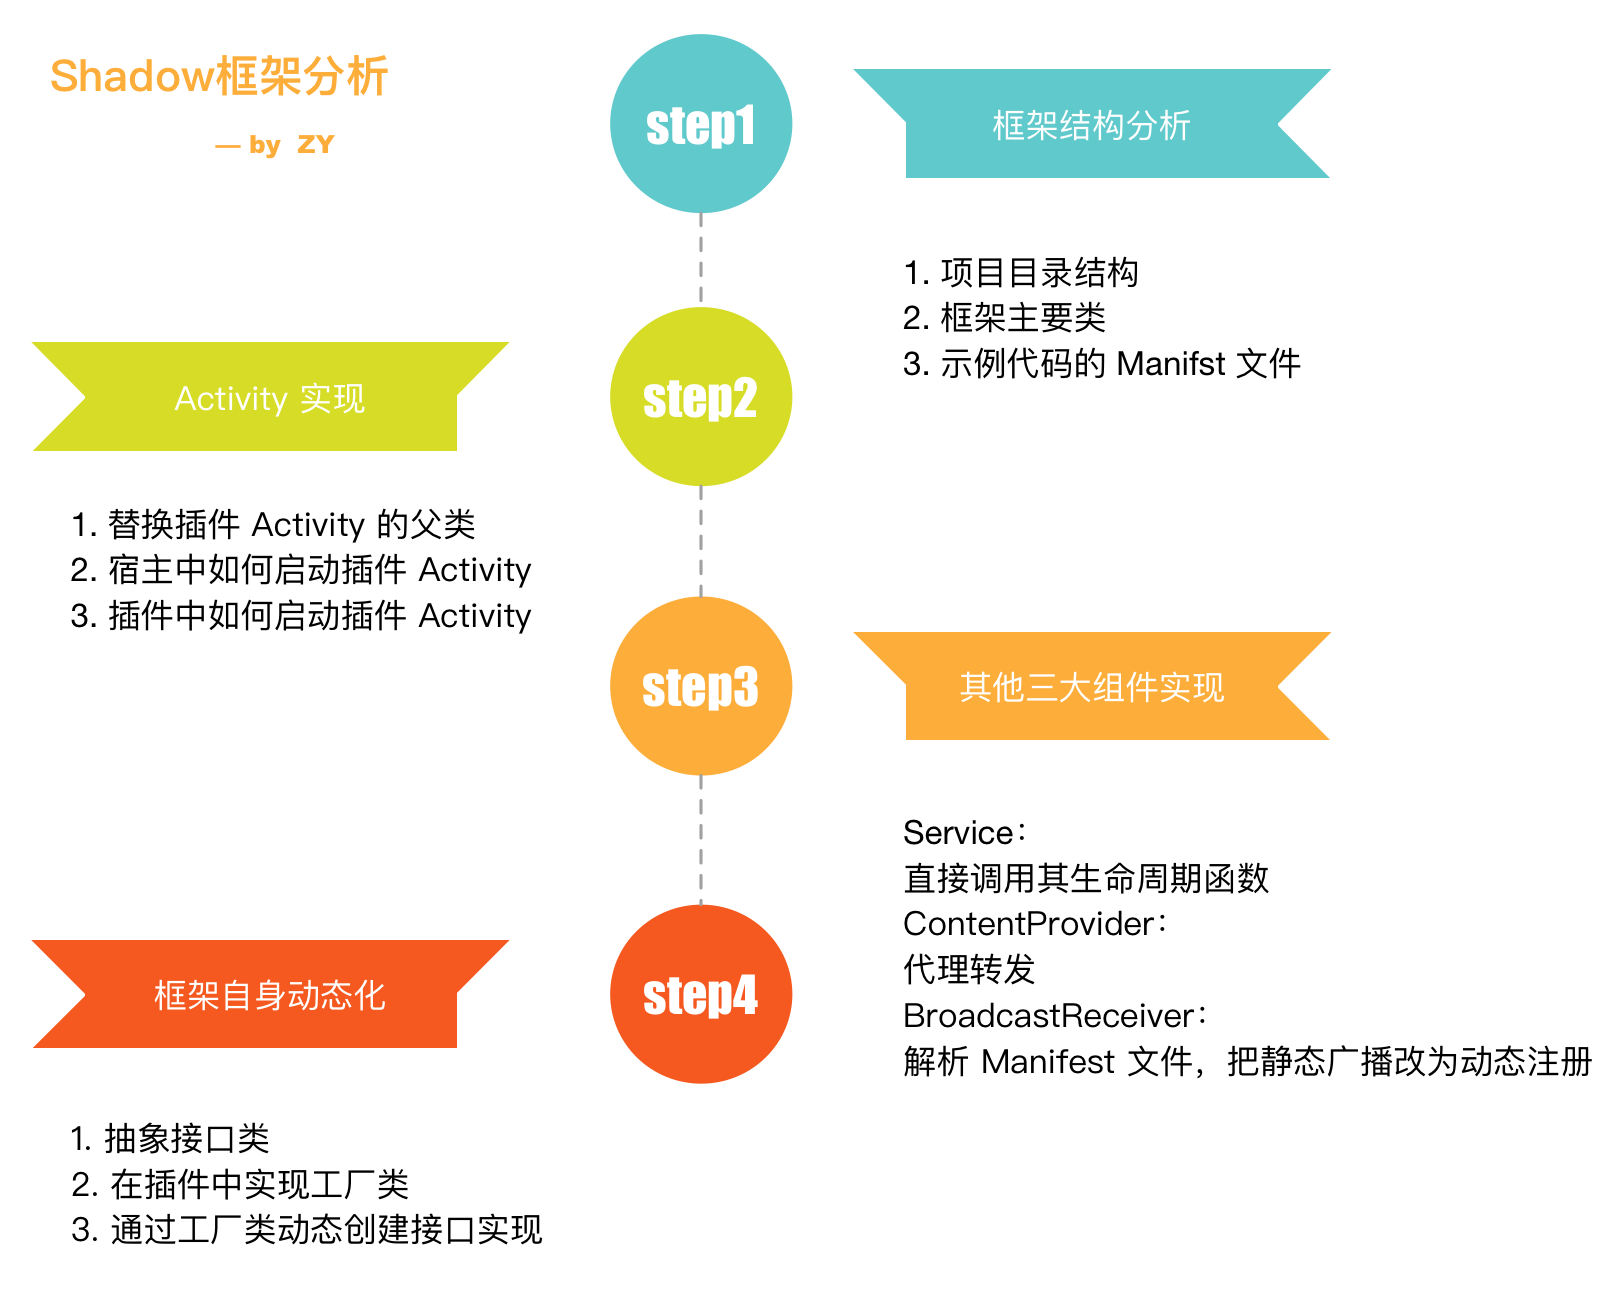 Shadow框架分析
— by ZY
step1
框架结构分析
1. 项目目录结构
2. 框架主要类
3. 示例代码的 Manifst 文件
step2
Activity 实现
1. 替换插件 Activity 的父类
2. 宿主中如何启动插件 Activity
3. 插件中如何启动插件 Activity
step3
其他三大组件实现
Service：
直接调用其生命周期函数
ContentProvider：
代理转发
BroadcastReceiver：
解析 Manifest 文件，把静态广播改为动态注册
step4
框架自身动态化
1. 抽象接口类
2. 在插件中实现工厂类
3. 通过工厂类动态创建接口实现